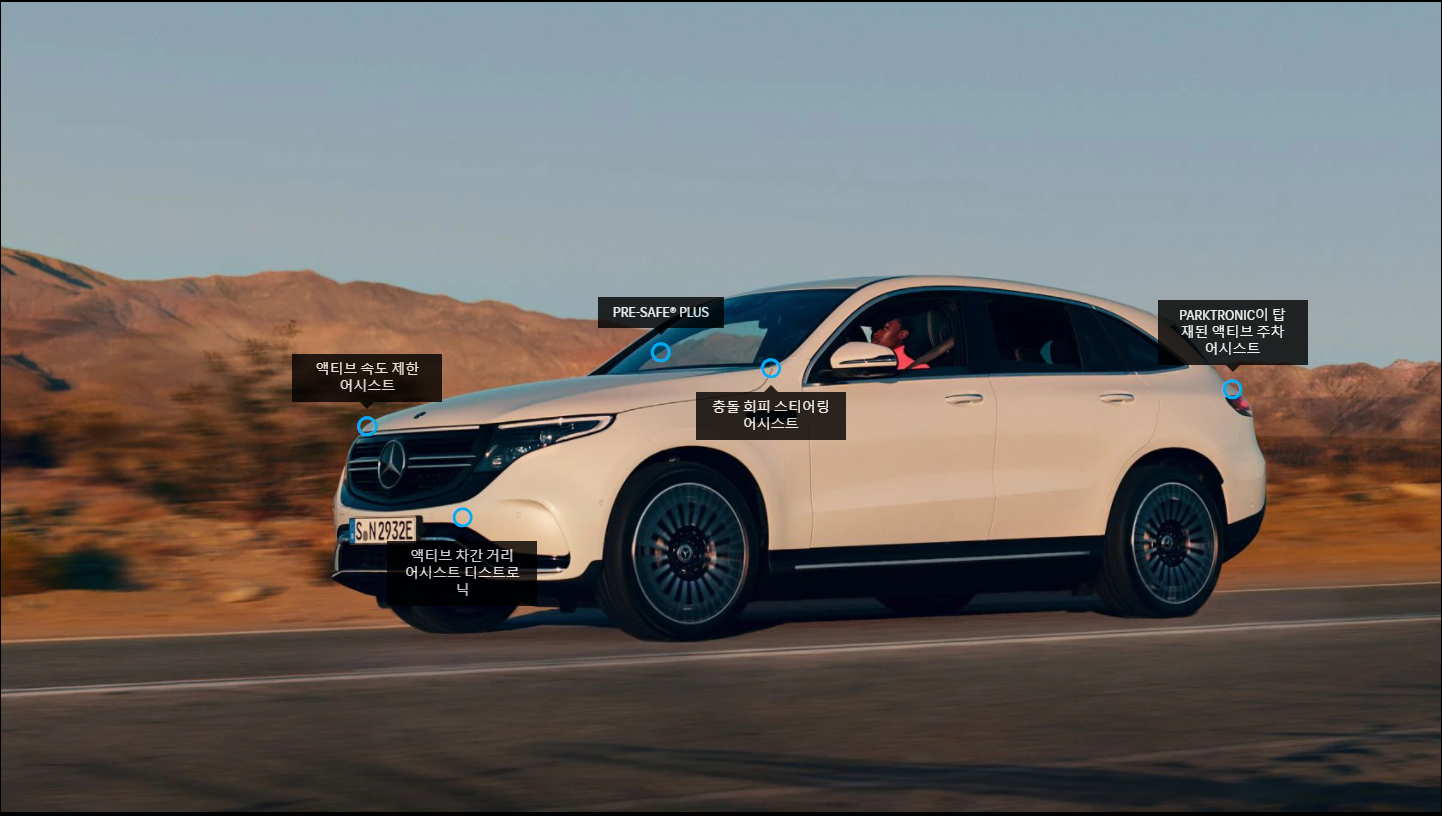 PRE-SAFE® PLUS
PARKTRONIC이 탑
재된 액티브 주차
어시스트
액티브 속도 제한
어시스트
충돌 회피 스티어링
어시스트
S N 2932E
액티브 차간 거리
어시스트 디스트로
닉